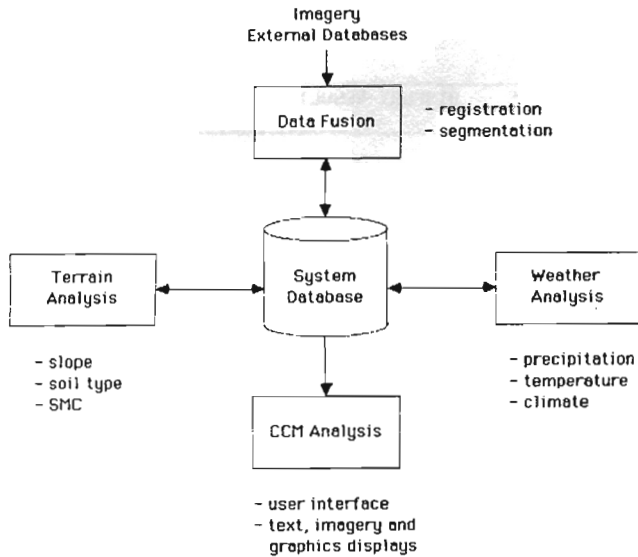 Imagery
External Databases
Data Fusion
- registration
- segmentation
Terrain
Analysis
System
Database
Weather
Analysis
- slope
- soil type
- SMC
- precipitation
- temperature
- climate
CCM Analysis
- user interface
- text, imagery and
graphics displays